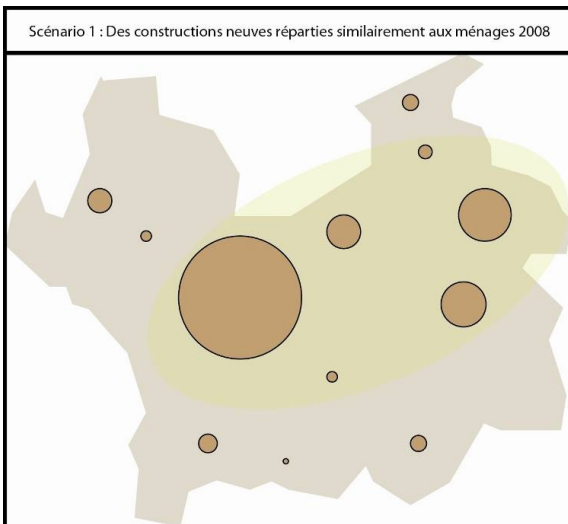 Scénario 1 : Des constructions neuves réparties similairement aux ménages 2008